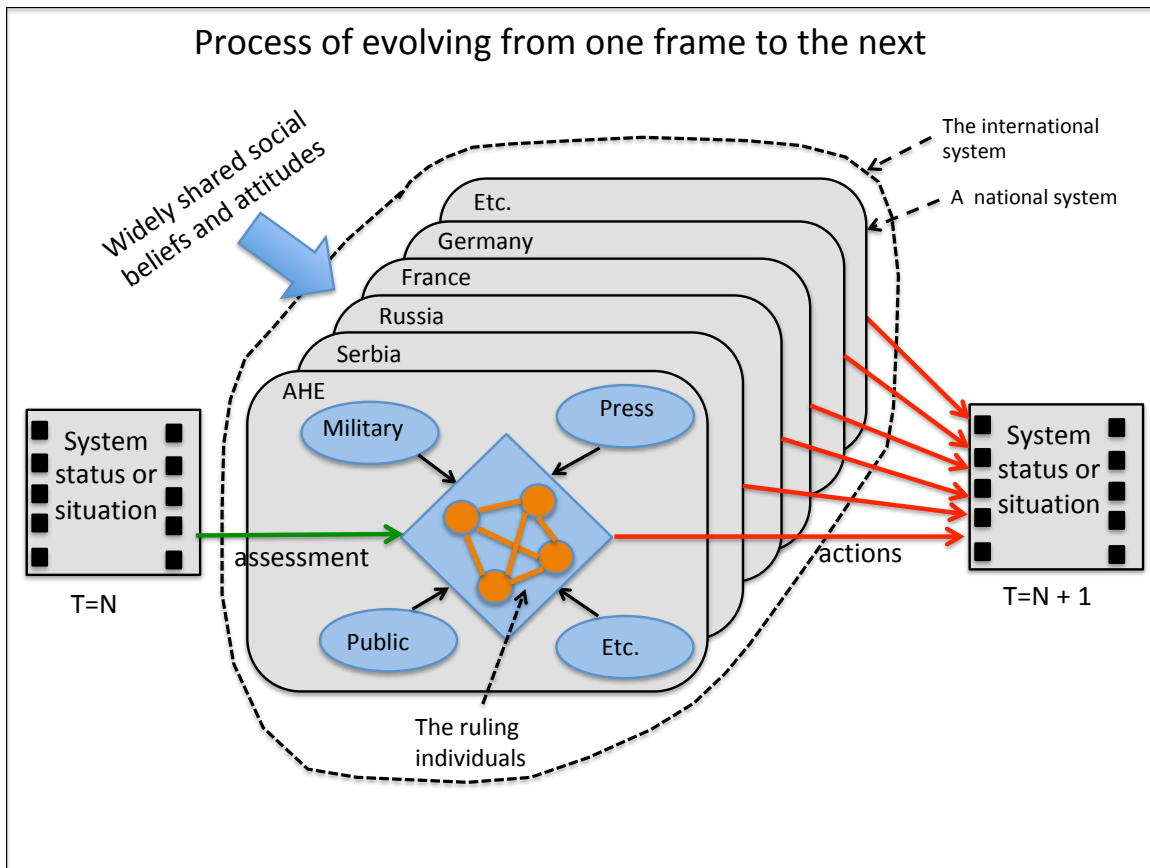 Process of evolving from one frame to the next
The international
system
A national system
Widely shared social
beliefs and attitudes
Etc.
Germany
France
Russia
Serbia
AHE
Military
Press
System
status or
situation
T=N
assessment
Public
Etc.
The ruling
individuals
actions
System
status or
situation
T=N + 1